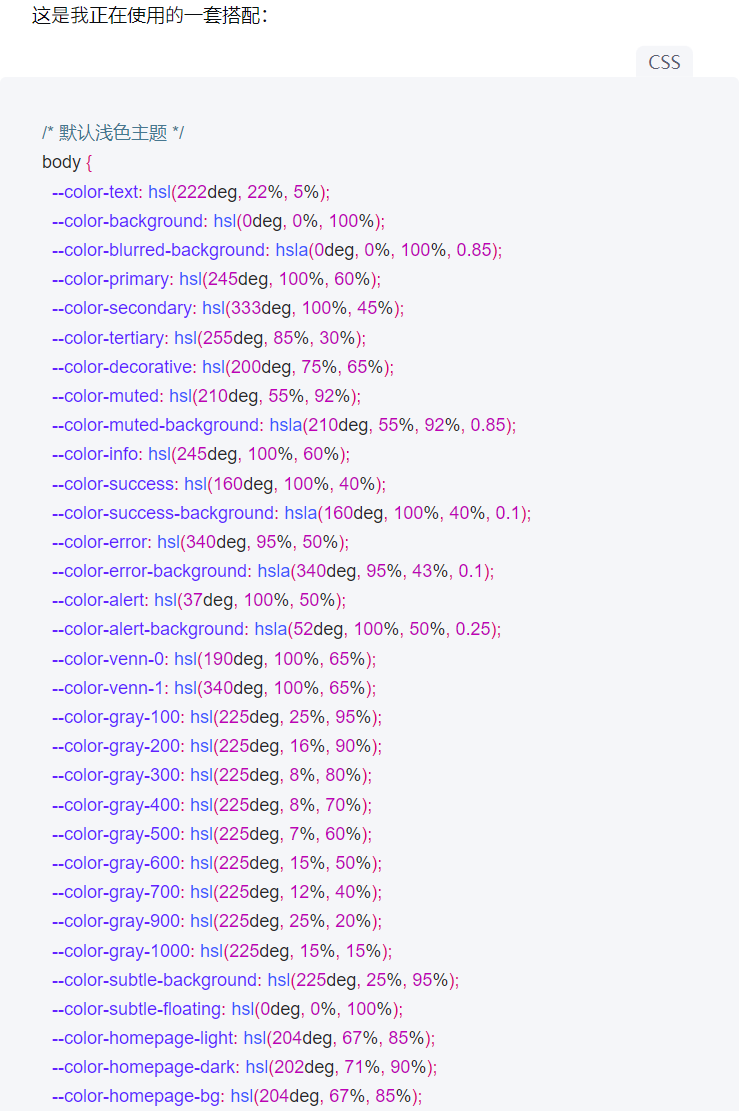 这是我正在使用的一套搭配：
CSS
/* 默认浅色主题 */
body {
--color-text: hsl(222deg, 22%, 5%);
--color-background: hsl(0deg, 0%, 100%);
--color-blurred-background: hsla(0deg, 0%, 100%, 0.85);
--color-primary: hsl(245deg, 100%, 60%);
--color-secondary: hsl(333deg, 100%, 45%);
--color-tertiary: hsl(255deg, 85%, 30%);
--color-decorative: hsl(200deg, 75%, 65%);
--color-muted: hsl(210deg, 55%, 92%);
--color-muted-background: hsla(210deg, 55%, 92%, 0.85);
--color-info: hsl(245deg, 100%, 60%);
--color-success: hsl(160deg, 100%, 40%);
--color-success-background: hsla(160deg, 100%, 40%, 0.1);
--color-error: hsl(340deg, 95%, 50%);
--color-error-background: hsla(340deg, 95%, 43%, 0.1);
--color-alert: hsl(37deg, 100%, 50%);
--color-alert-background: hsla(52deg, 100%, 50%, 0.25);
--color-venn-0: hsl(190deg, 100%, 65%);
--color-venn-1: hsl(340deg, 100%, 65%);
--color-gray-100: hsl(225deg, 25%, 95%);
--color-gray-200: hsl(225deg, 16%, 90%);
--color-gray-300: hsl(225deg, 8%, 80%);
--color-gray-400: hsl(225deg, 8%, 70%);
--color-gray-500: hsl(225deg, 7%, 60%);
--color-gray-600: hsl(225deg, 15%, 50%);
--color-gray-700: hsl(225deg, 12%, 40%);
--color-gray-900: hsl(225deg, 25%, 20%);
--color-gray-1000: hsl(225deg, 15%, 15%);
--color-subtle-background: hsl(225deg, 25%, 95%);
--color-subtle-floating: hsl(0deg, 0%, 100%);
--color-homepage-light: hsl(204deg, 67%, 85%);
--color-homepage-dark: hsl(202deg, 71%, 90%);
--color-homepage-bg: hsl(204deg, 67%, 85%);